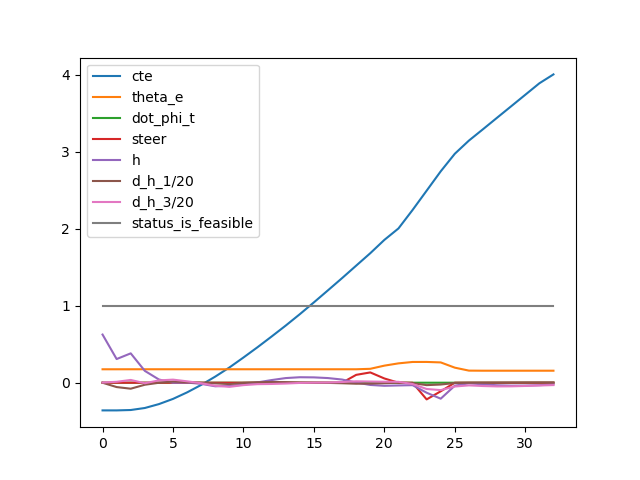 4
3
2
1
0
cte
theta_e
dot_phi_t
steer
h
d_h_1/20
d_h_3/20
status_is_feasible
0 5 10 15 20 25 30